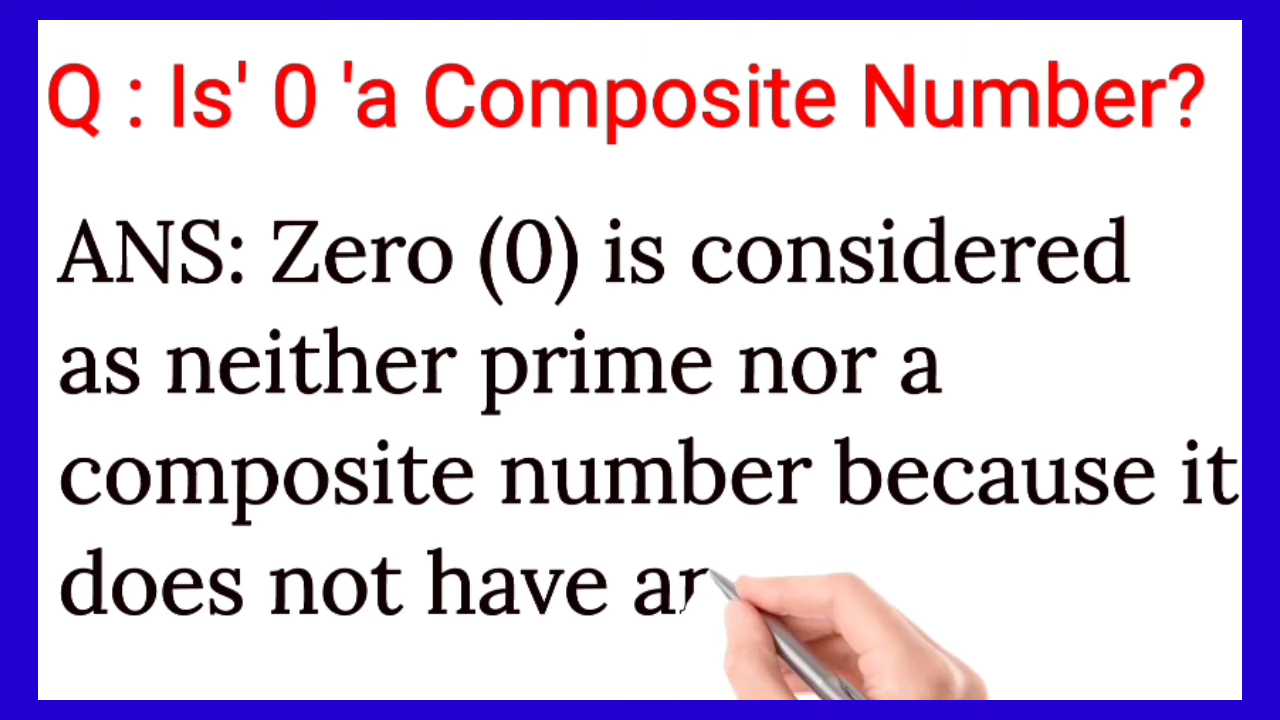 Q : Is' 0 'a Composite Number?
ANS: Zero (0) is considered
as neither prime nor a
composite number because it
does not have